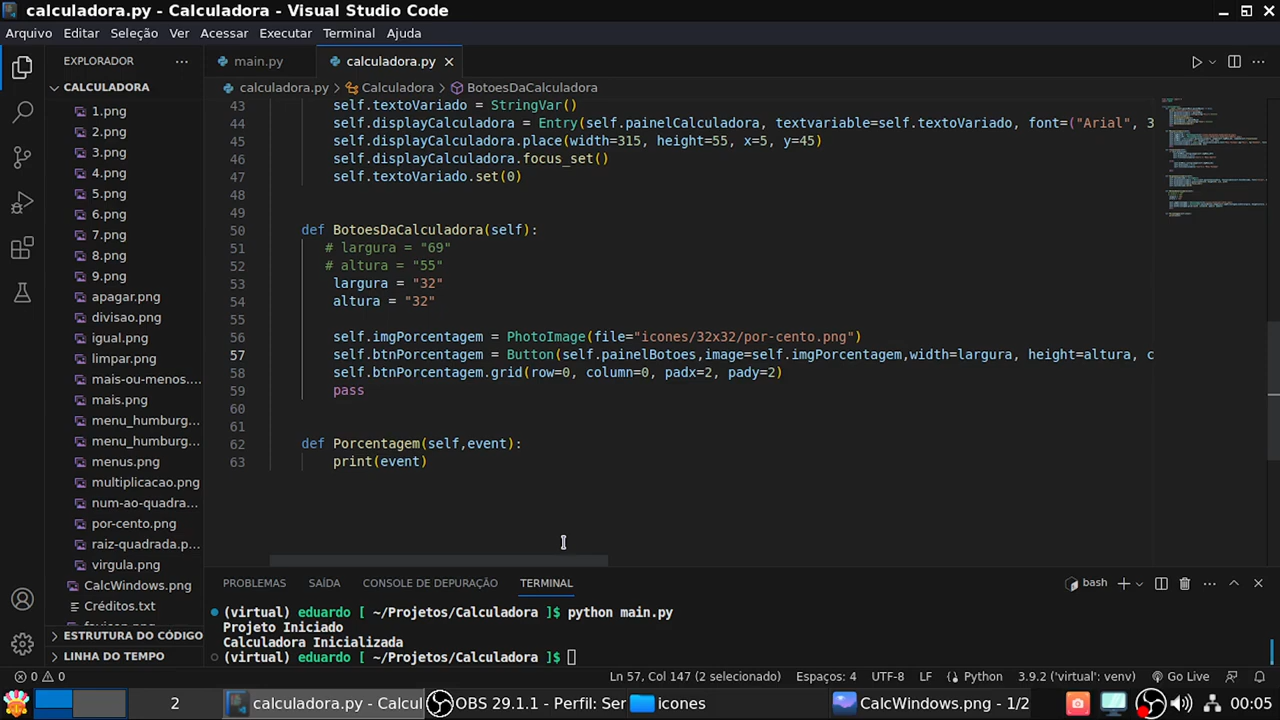 calculadora.py - Calculadora - Visual Studio Code
Arquivo Editar Seleção Ver Acessar Executar Terminal Ajuda
EXPLORADOR
main.py
calculadora.py
CALCULADORA
calculadora.py > Calculadora > BotoesDaCalculadora
1.png
2.png
3.png
4.png
5.png
6.png
7.png
8.png
9.png
apagar.png
divisao.png
igual.png
limpar.png
mais-ou-menos....
mais.png
menu_humburg...
menu_humburg...
menus.png
multiplicacao.png
num-ao-quadra...
por-cento.png
raiz-quadrada.p...
virgula.png
CalcWindows.png
Créditos.txt
ESTRUTURA DO CÓDIGO
LINHA DO TEMPO
43 self.textoVariado = StringVar()
44 self.displayCalculadora = Entry(self.painelCalculadora, textvariable=self.textoVariado, font=("Arial", 3
45 self.displayCalculadora.place(width=315, height=55, x=5, y=45)
46 self.displayCalculadora.focus_set()
47 self.textoVariado.set(0)
48
49
50 def BotoesDaCalculadora(self):
51 # largura = "69"
52 # altura = "55"
53 largura = "32"
54 altura = "32"
55
56 self.imgPorcentagem = PhotoImage(file="icones/32x32/por-cento.png")
57 self.btnPorcentagem = Button(self.painelBotoes,image=self.imgPorcentagem,width=largura, height=altura, c
58 self.btnPorcentagem.grid(row=0, column=0, padx=2, pady=2)
59 pass
60
61
62 def Porcentagem(self,event):
63 print(event)
PROBLEMAS SAÍDA CONSOLE DE DEPURAÇÃO TERMINAL
bash
(virtual) eduardo [ ~/Projetos/Calculadora ]$ python main.py
Projeto Iniciado
Calculadora Inicializada
(virtual) eduardo [ ~/Projetos/Calculadora ]$
0 0 Ln 57, Col 147 (2 selecionado) Espaços: 4 UTF-8 LF Python 3.9.2 ('virtual': venv) Go Live
2 calculadora.py - Calcul OBS 29.1.1 - Perfil: Ser icones CalcWindows.png - 1/2 00:05